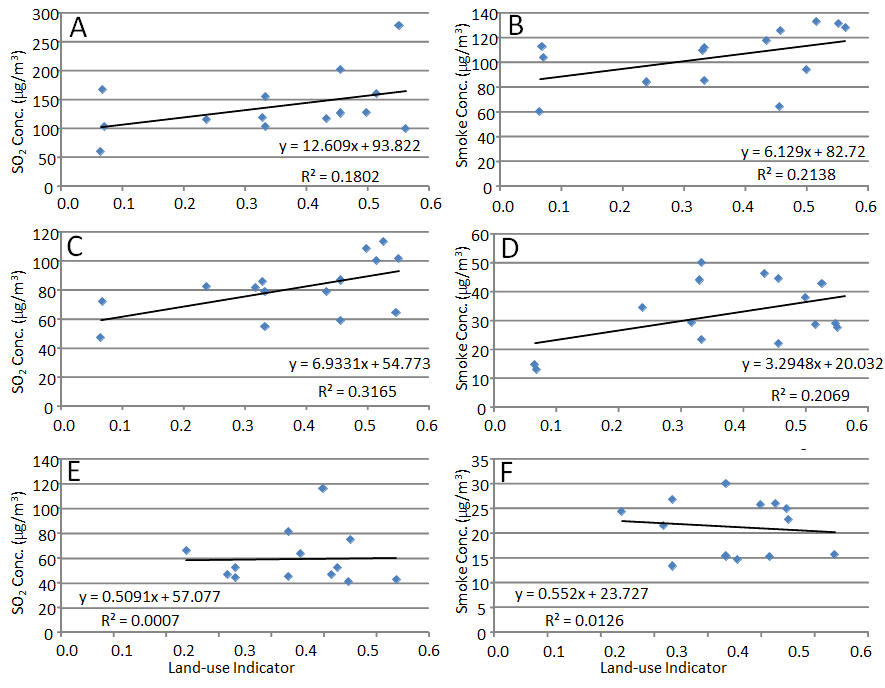 A
SO₂ Conc. (µg/m³)
300
250
200
150
100
50
0
y = 12.609x + 93.822
R² = 0.1802
0.0 0.1 0.2 0.3 0.4 0.5 0.6
B
Smoke Conc. (µg/m³)
140
120
100
80
60
40
20
0
y = 6.129x + 82.72
R² = 0.2138
0.0 0.1 0.2 0.3 0.4 0.5 0.6
C
SO₂ Conc. (µg/m³)
120
100
80
60
40
20
0
y = 6.9331x + 54.773
R² = 0.3165
0.0 0.1 0.2 0.3 0.4 0.5 0.6
D
Smoke Conc. (µg/m³)
60
50
40
30
20
10
0
y = 3.2948x + 20.032
R² = 0.2069
0.0 0.1 0.2 0.3 0.4 0.5 0.6
E
SO₂ Conc. (µg/m³)
140
120
100
80
60
40
20
0
y = 0.5091x + 57.077
R² = 0.0007
0.0 0.1 0.2 0.3 0.4 0.5 0.6
Land-use Indicator
F
Smoke Conc. (µg/m³)
35
30
25
20
15
10
5
0
y = 0.552x + 23.727
R² = 0.0126
0.0 0.1 0.2 0.3 0.4 0.5 0.6
Land-use Indicator